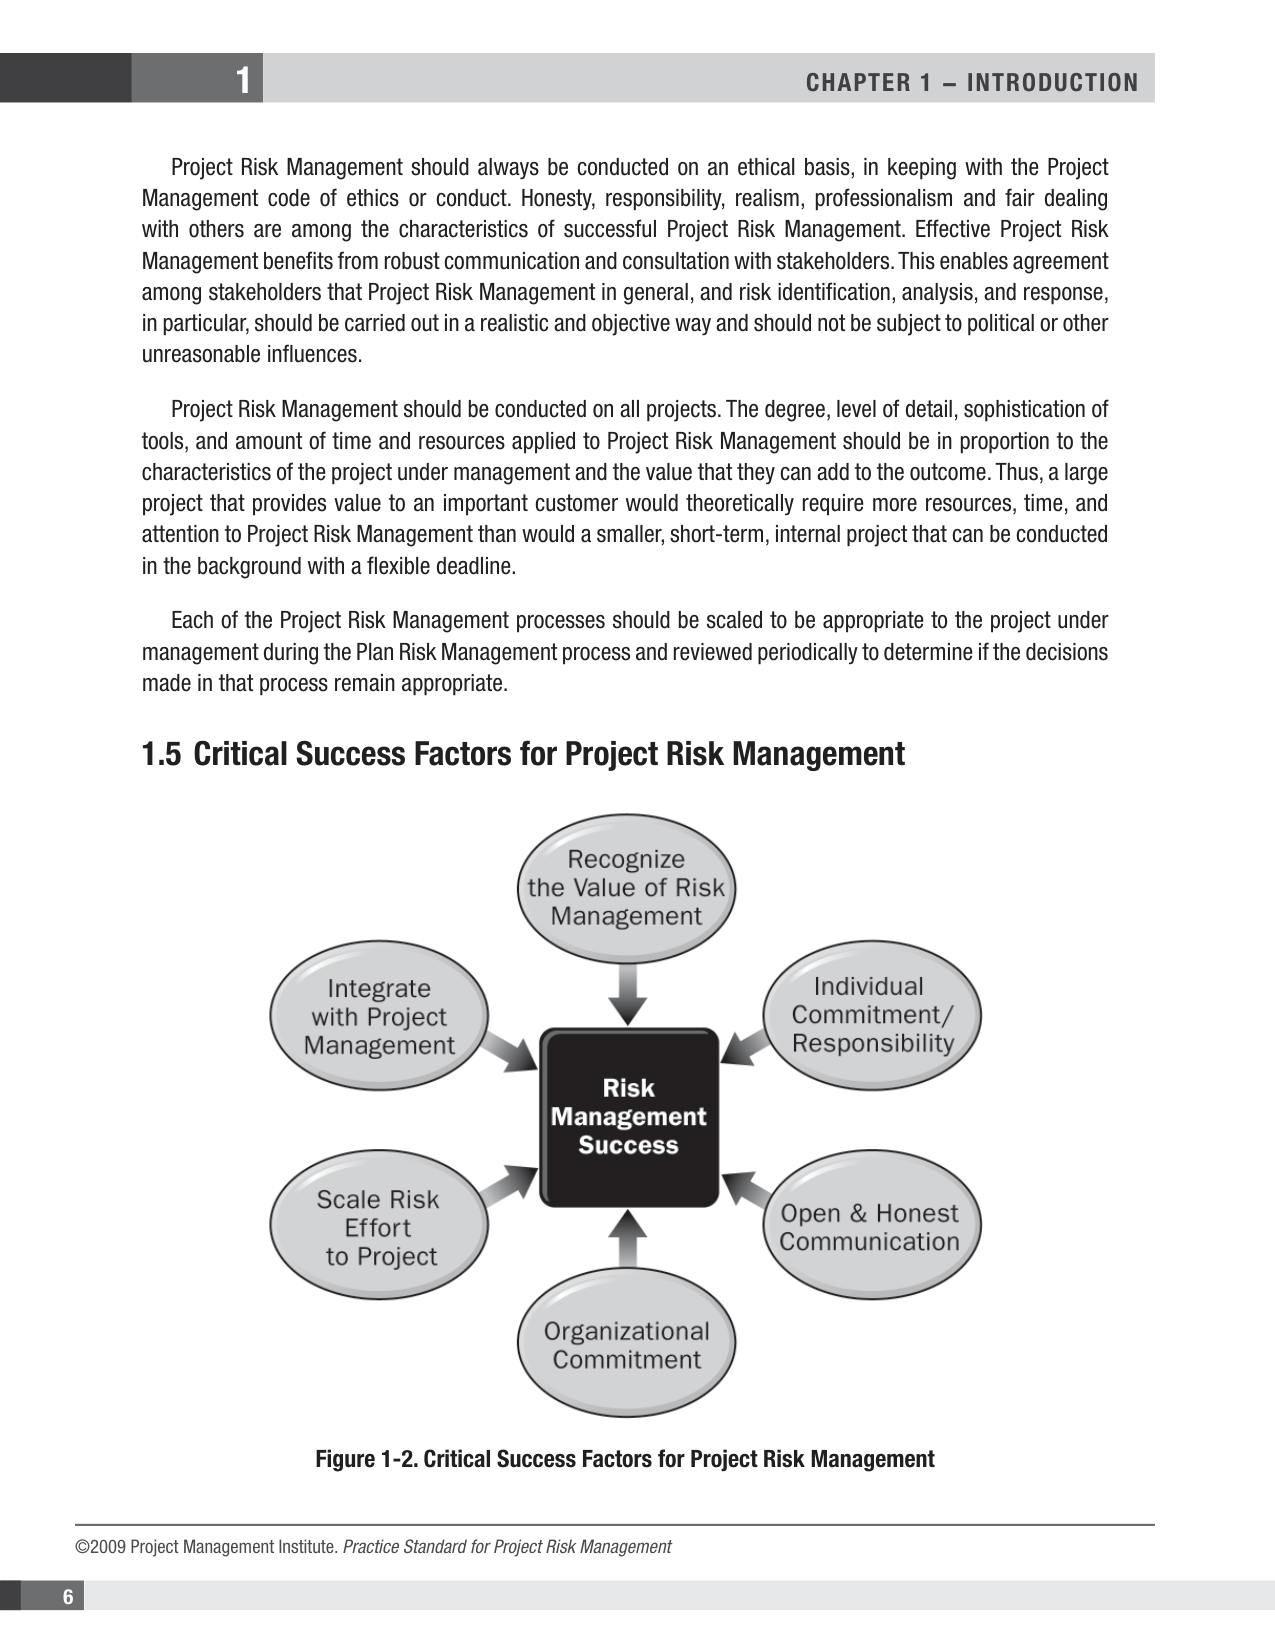 1
CHAPTER 1 – INTRODUCTION
Project Risk Management should always be conducted on an ethical basis, in keeping with the Project
Management code of ethics or conduct. Honesty, responsibility, realism, professionalism and fair dealing
with others are among the characteristics of successful Project Risk Management. Effective Project Risk
Management benefits from robust communication and consultation with stakeholders. This enables agreement
among stakeholders that Project Risk Management in general, and risk identification, analysis, and response,
in particular, should be carried out in a realistic and objective way and should not be subject to political or other
unreasonable influences.
Project Risk Management should be conducted on all projects. The degree, level of detail, sophistication of
tools, and amount of time and resources applied to Project Risk Management should be in proportion to the
characteristics of the project under management and the value that they can add to the outcome. Thus, a large
project that provides value to an important customer would theoretically require more resources, time, and
attention to Project Risk Management than would a smaller, short-term, internal project that can be conducted
in the background with a flexible deadline.
Each of the Project Risk Management processes should be scaled to be appropriate to the project under
management during the Plan Risk Management process and reviewed periodically to determine if the decisions
made in that process remain appropriate.
1.5 Critical Success Factors for Project Risk Management
Recognize
the Value of Risk
Management
Integrate
with Project
Management
Individual
Commitment/
Responsibility
Risk
Management
Success
Scale Risk
Effort
to Project
Open & Honest
Communication
Organizational
Commitment
Figure 1-2. Critical Success Factors for Project Risk Management
©2009 Project Management Institute. Practice Standard for Project Risk Management
6